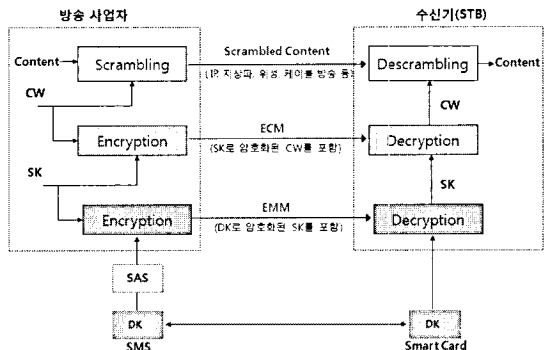 방송 사업자
수신기(STB)
Content
Scrambling
Scrambled Content
(IP, 지상파, 위성, 케이블 방송 등)
Descrambling
Content
CW
CW
Encryption
ECM
(SK로 암호화된 CW를 포함)
Decryption
SK
SK
Encryption
EMM
(DK로 암호화된 SK를 포함)
Decryption
SAS
DK
SMS
DK
Smart Card